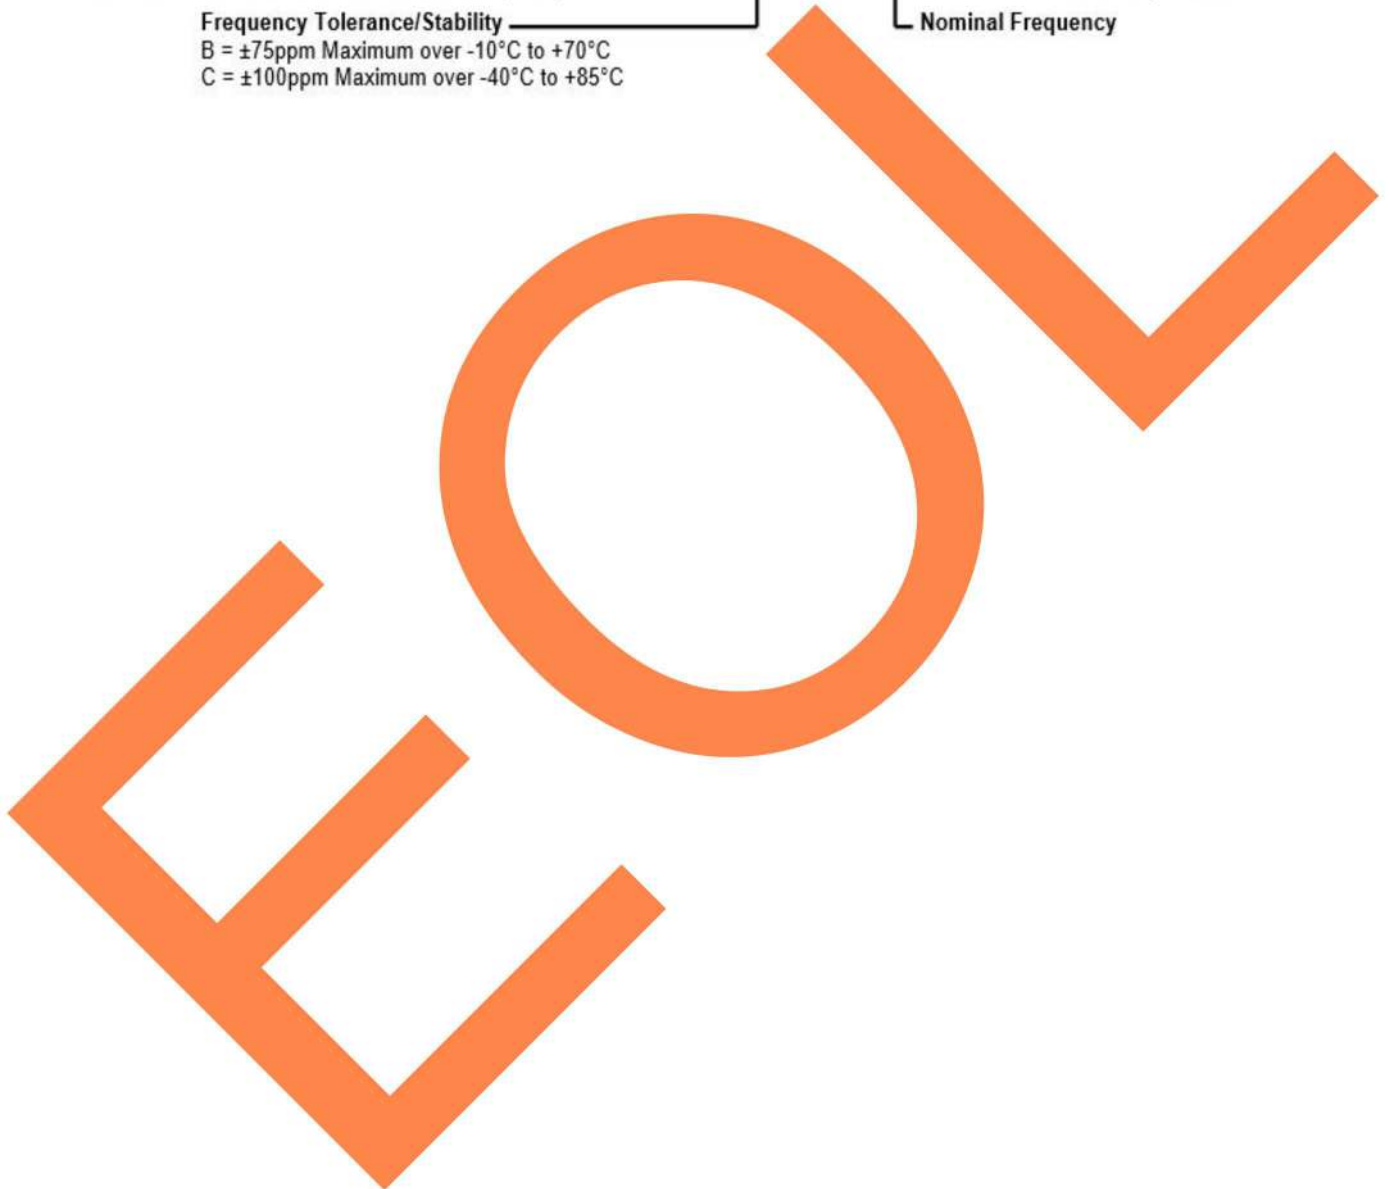 Frequency Tolerance/Stability
B = ±75ppm Maximum over -10°C to +70°C
C = ±100ppm Maximum over -40°C to +85°C
Nominal Frequency
EOL